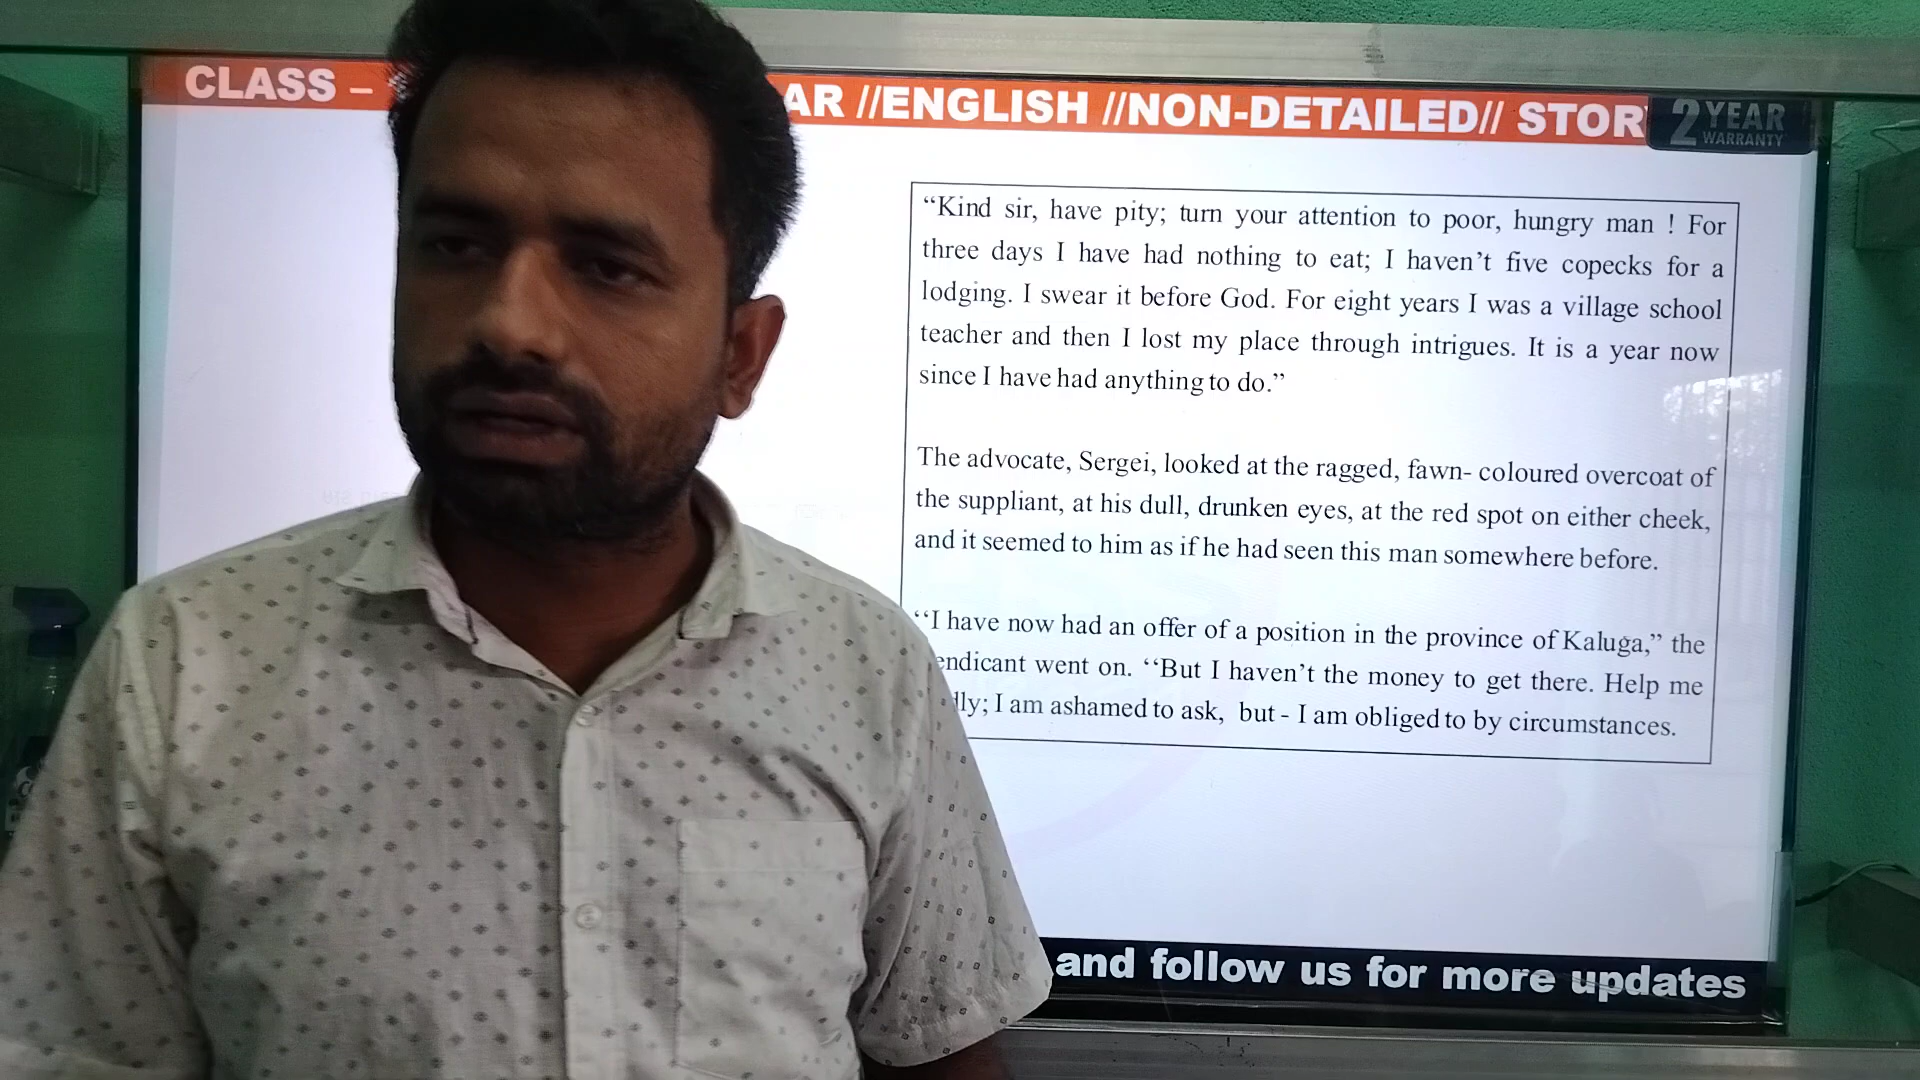 CLASS –
AR //ENGLISH //NON-DETAILED// STOR
2 YEAR
WARRANTY
“Kind sir, have pity; turn your attention to poor, hungry man ! For
three days I have had nothing to eat; I haven’t five copecks for a
lodging. I swear it before God. For eight years I was a village school
teacher and then I lost my place through intrigues. It is a year now
since I have had anything to do.”
The advocate, Sergei, looked at the ragged, fawn- coloured overcoat of
the suppliant, at his dull, drunken eyes, at the red spot on either cheek,
and it seemed to him as if he had seen this man somewhere before.
“I have now had an offer of a position in the province of Kaluga,” the
endicant went on. “But I haven’t the money to get there. Help me
lly; I am ashamed to ask, but - I am obliged to by circumstances.
and follow us for more updates